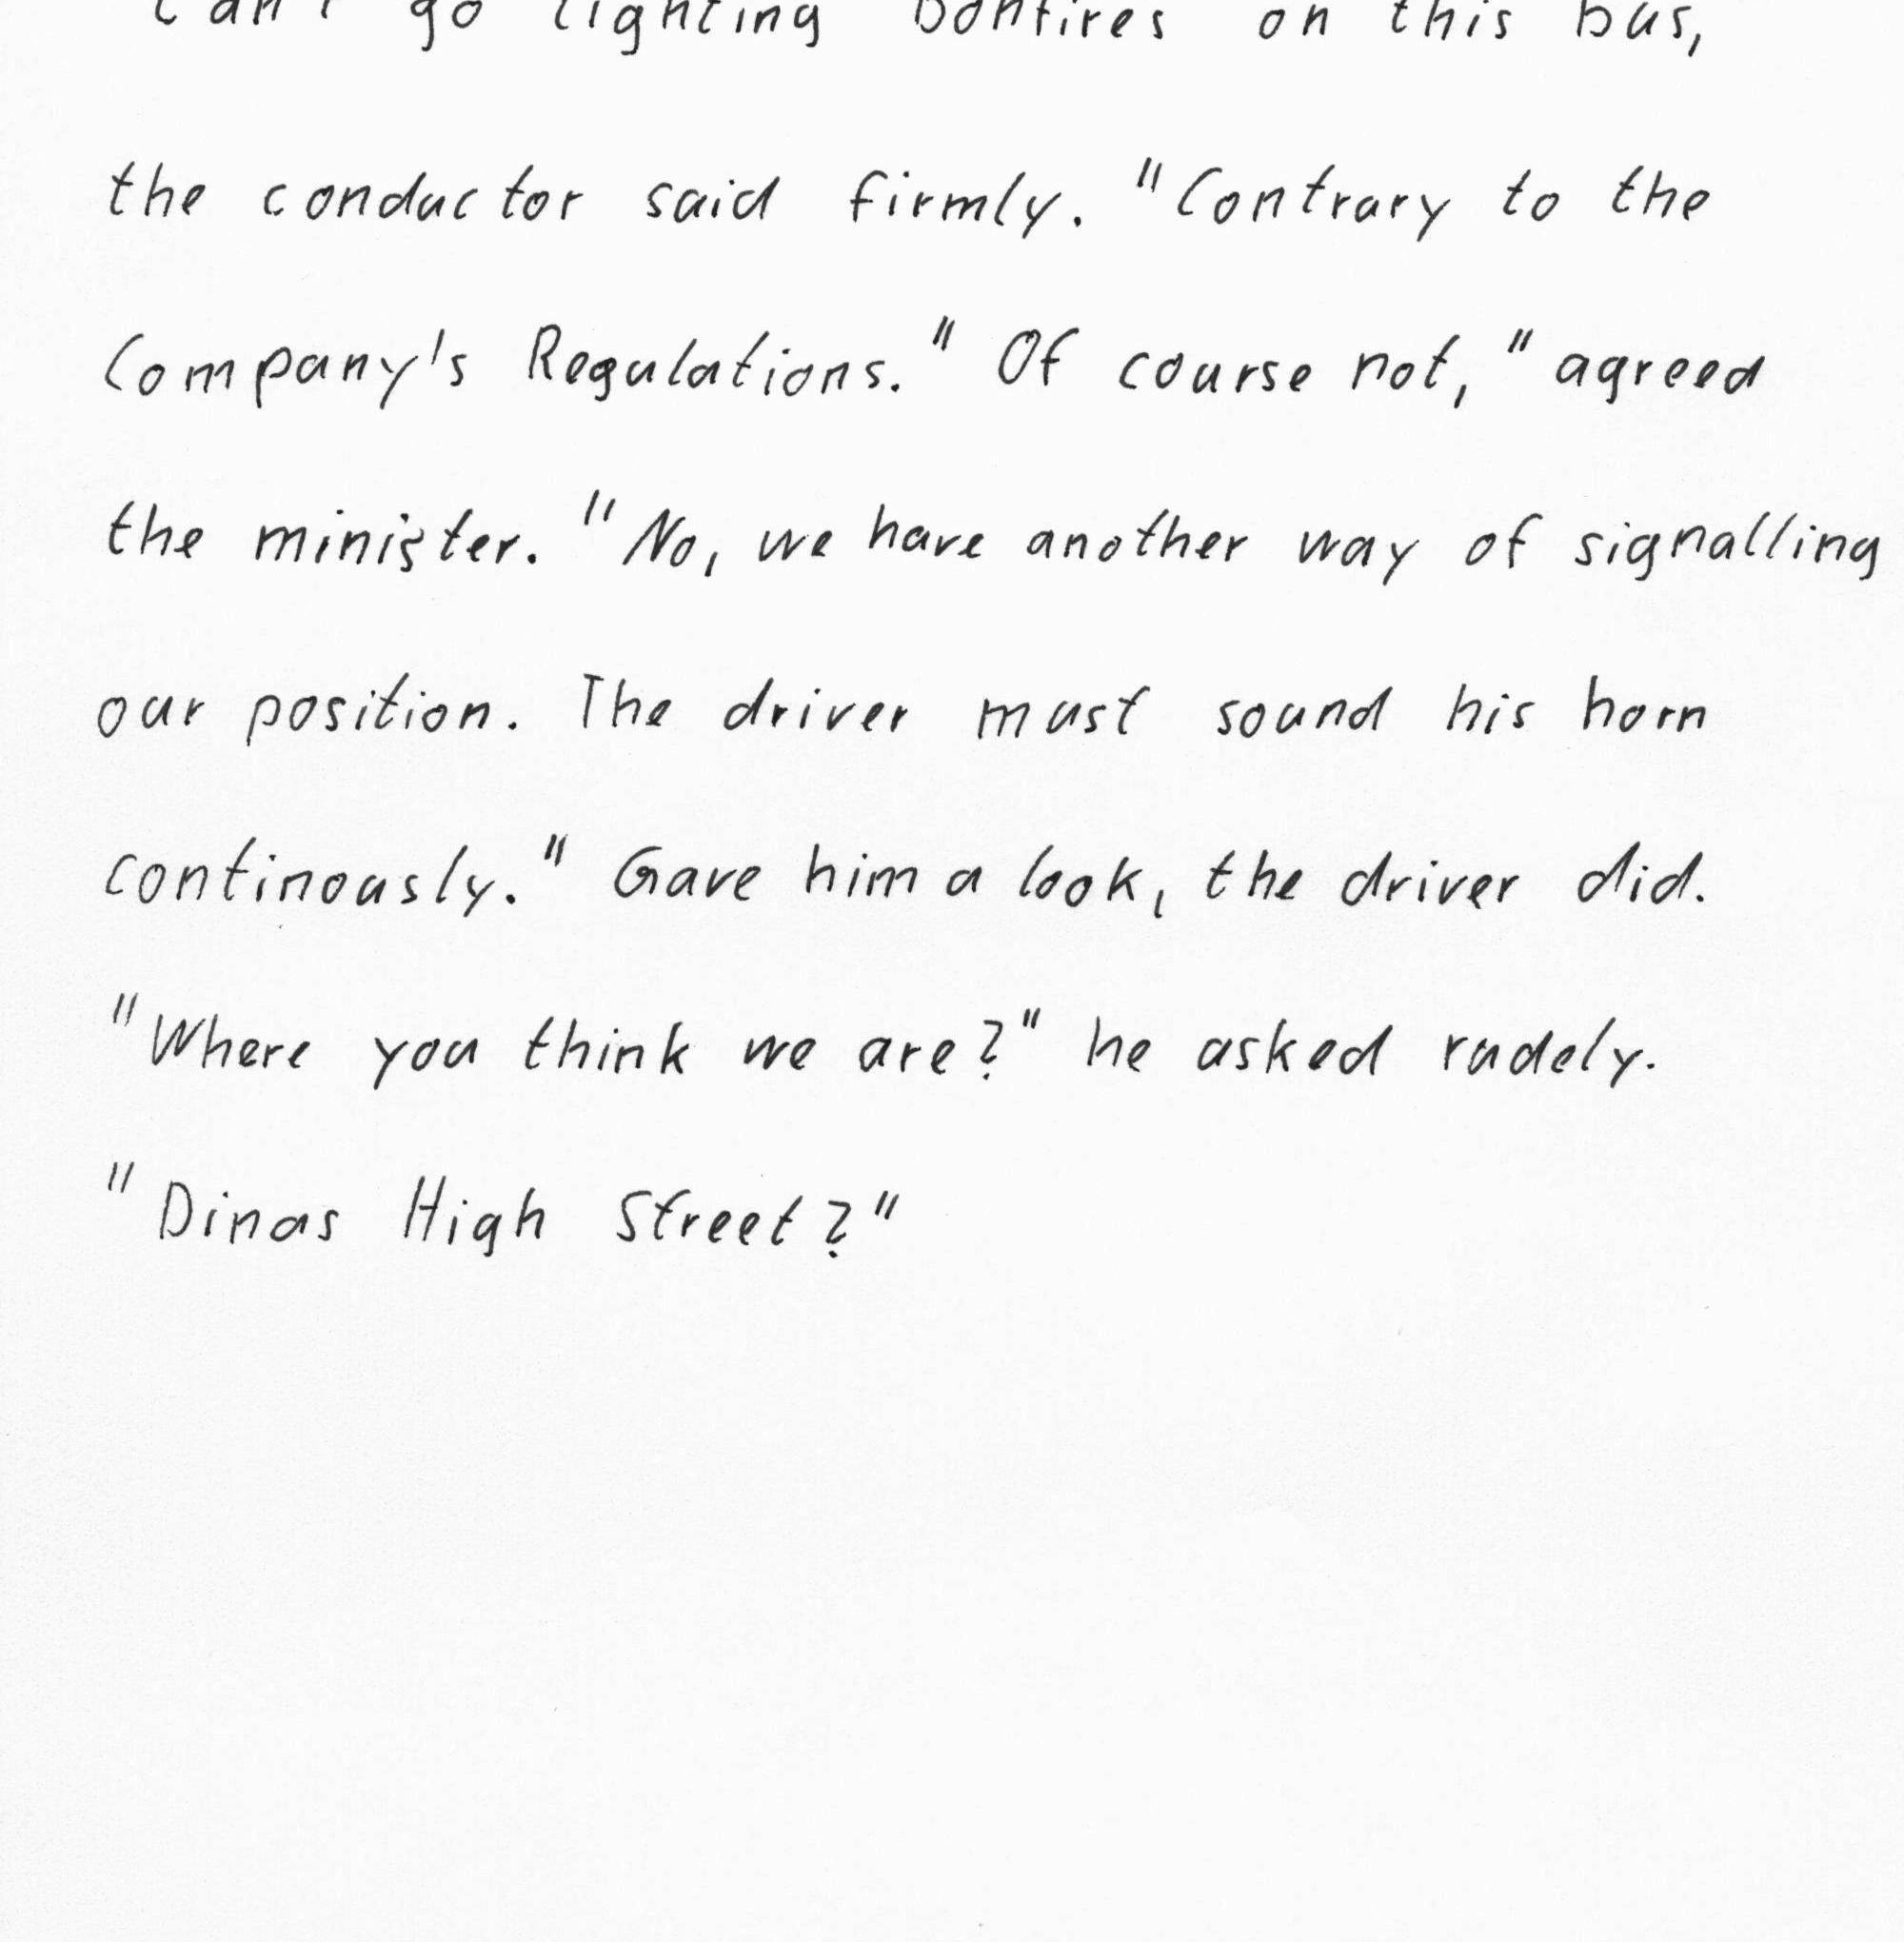 Can't go lighting bonfires on this bus,
the conductor said firmly. "Contrary to the
Company's Regulations." Of course not," agreed
the minister. "No, we have another way of signalling
our position. The driver must sound his horn
continously." Gave him a look, the driver did.
"Where you think we are?" he asked rudely.
"Dinas High Street?"